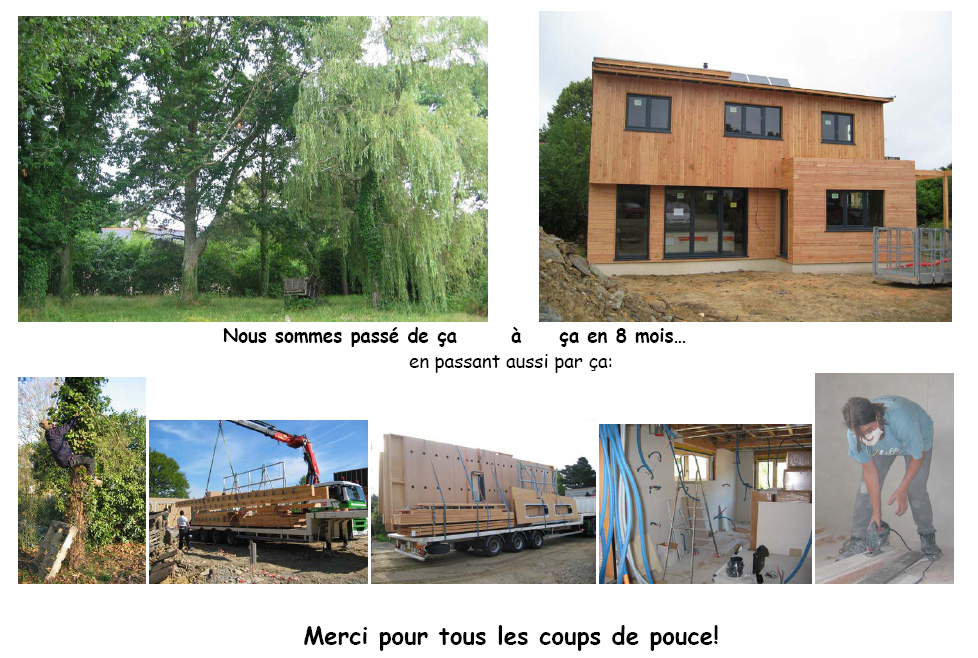 Nous sommes passé de ça à ça en 8 mois...
en passant aussi par ça:
Merci pour tous les coups de pouce!